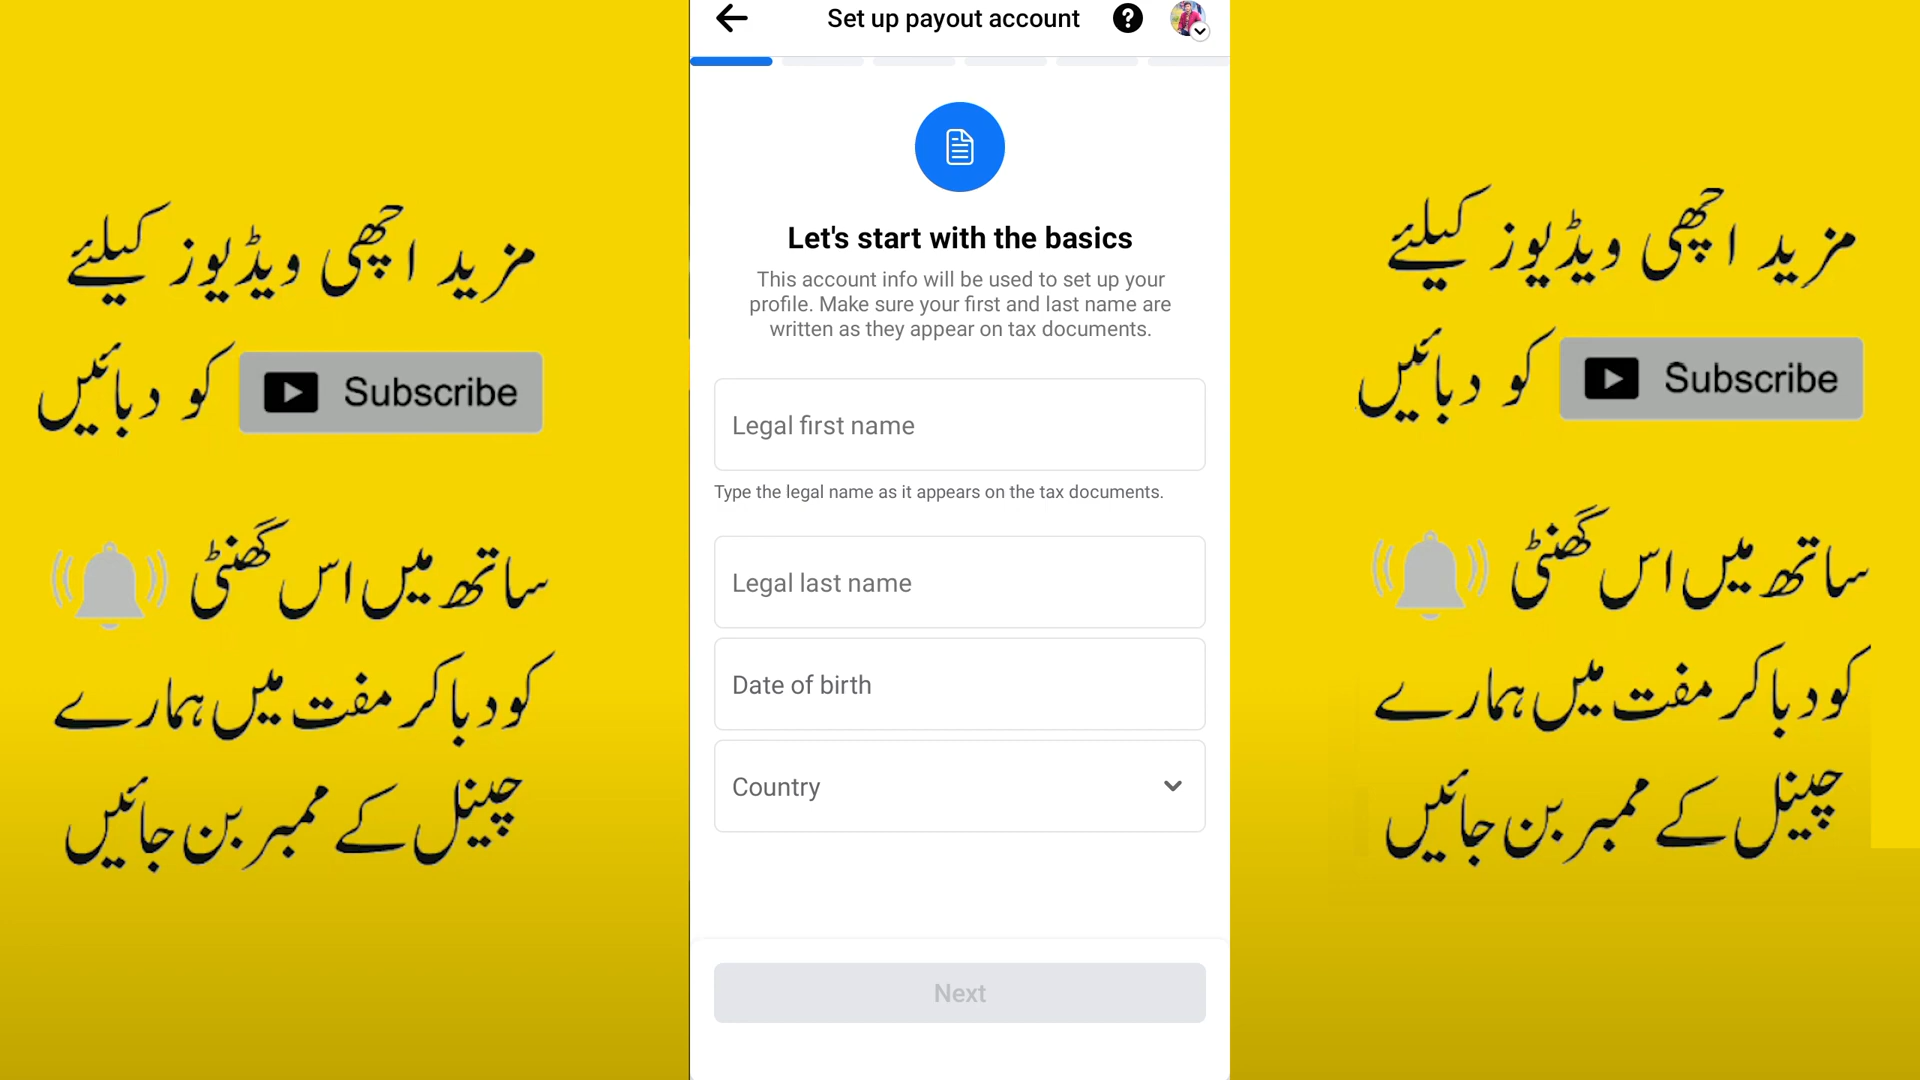 Set up payout account
Let's start with the basics
This account info will be used to set up your
profile. Make sure your first and last name are
written as they appear on tax documents.
Legal first name
Type the legal name as it appears on the tax documents.
Legal last name
Date of birth
Country
Next
مزید اچھی ویڈیوز کیلئے
Subscribe کو دبائیں
ساتھ میں اس گھنٹی
کو دبا کر مفت میں ہمارے
چینل کے ممبر بن جائیں
مزید اچھی ویڈیوز کیلئے
Subscribe کو دبائیں
ساتھ میں اس گھنٹی
کو دبا کر مفت میں ہمارے
چینل کے ممبر بن جائیں